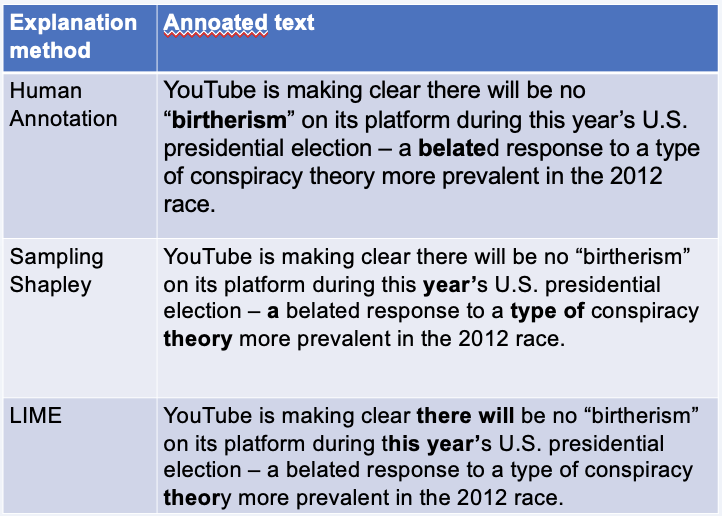 Explanation
method
Annoated text
Human
Annotation
YouTube is making clear there will be no
“birtherism” on its platform during this year’s U.S.
presidential election – a belated response to a type
of conspiracy theory more prevalent in the 2012
race.
Sampling
Shapley
YouTube is making clear there will be no “birtherism”
on its platform during this year’s U.S. presidential
election – a belated response to a type of conspiracy
theory more prevalent in the 2012 race.
LIME
YouTube is making clear there will be no “birtherism”
on its platform during this year’s U.S. presidential
election – a belated response to a type of conspiracy
theory more prevalent in the 2012 race.